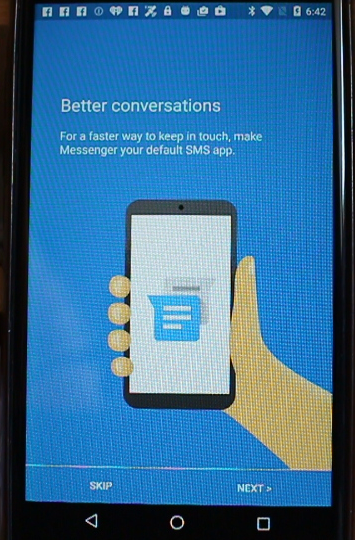 6:42
Better conversations
For a faster way to keep in touch, make
Messenger your default SMS app.
SKIP
NEXT >